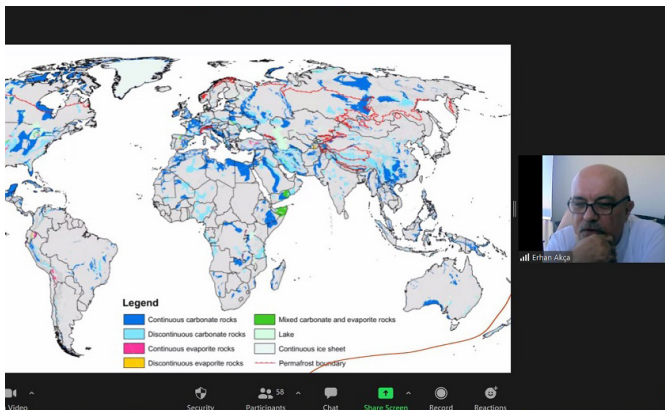 Legend
Continuous carbonate rocks
Discontinuous carbonate rocks
Continuous evaporite rocks
Discontinuous evaporite rocks
Mixed carbonate and evaporite rocks
Lake
Continuous ice sheet
Permafrost boundary
Erhan Akça
Video
Security
58
Participants
Chat
Share Screen
Record
Reactions